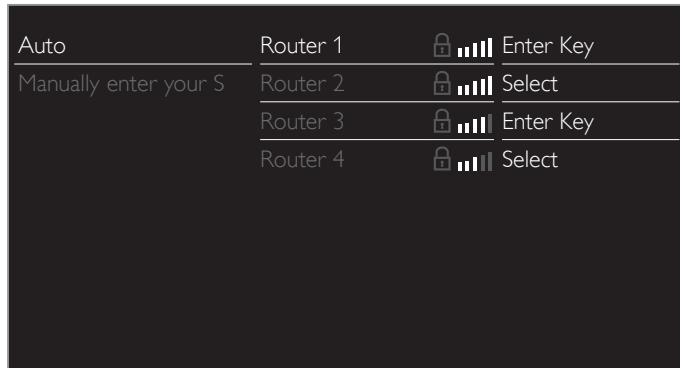 Auto Router 1 Enter Key
Manually enter your S Router 2 Select
Router 3 Enter Key
Router 4 Select